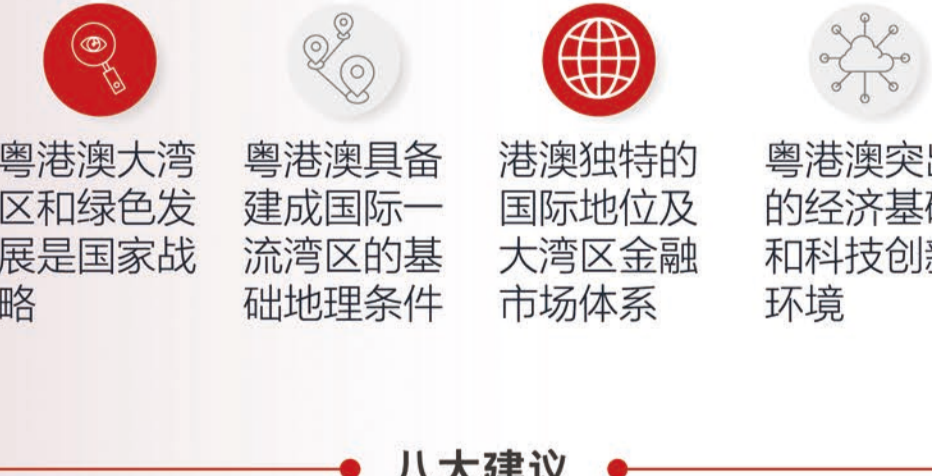 粤港澳大湾
区和绿色发
展是国家战
略
粤港澳具备
建成国际一
流湾区的基
础地理条件
港澳独特的
国际地位及
大湾区金融
市场体系
粤港澳突出
的经济基础
和科技创新
环境
八大建议